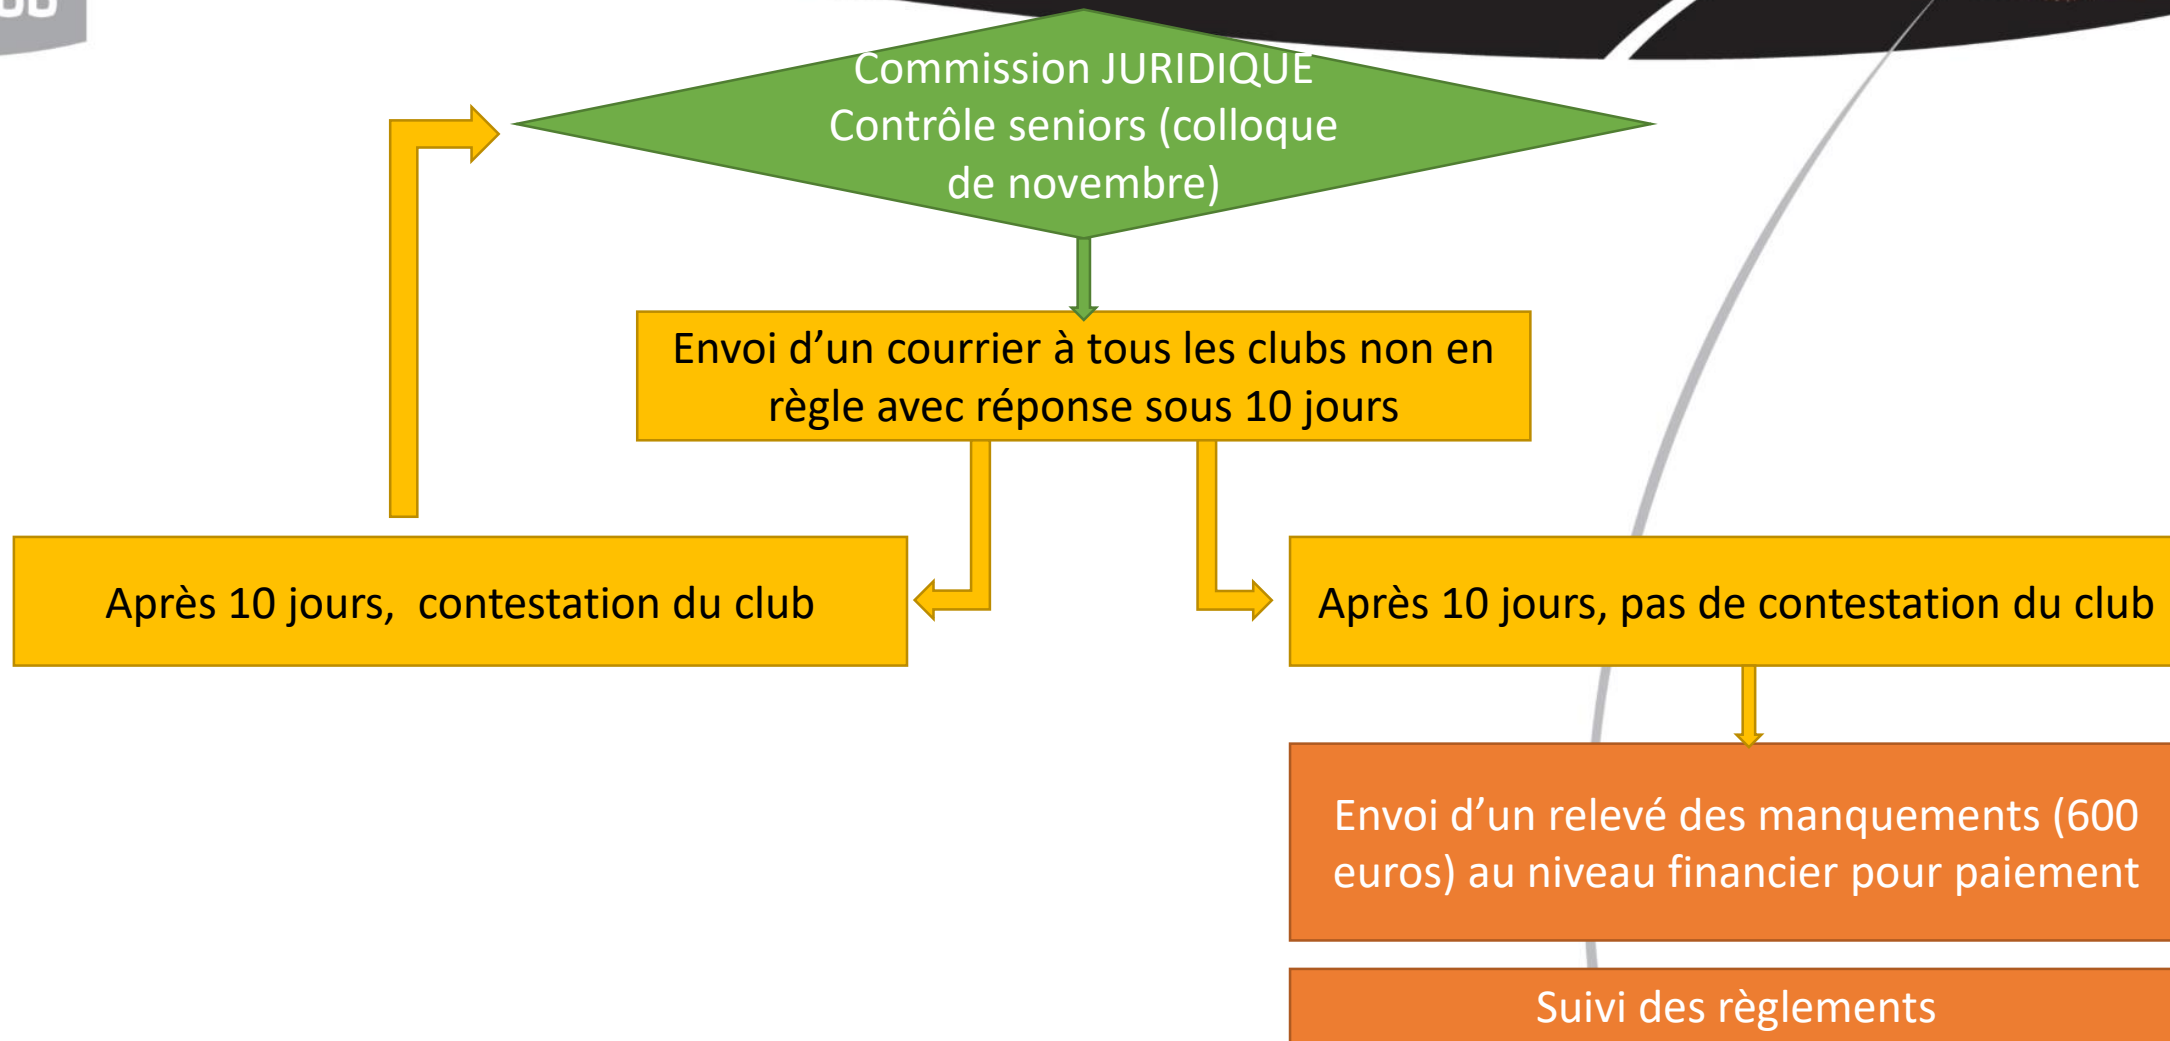 Commission JURIDIQUE
Contrôle seniors (colloque
de novembre)
Envoi d’un courrier à tous les clubs non en
règle avec réponse sous 10 jours
Après 10 jours,  contestation du club
Après 10 jours, pas de contestation du club
Envoi d’un relevé des manquements (600
euros) au niveau financier pour paiement
Suivi des règlements